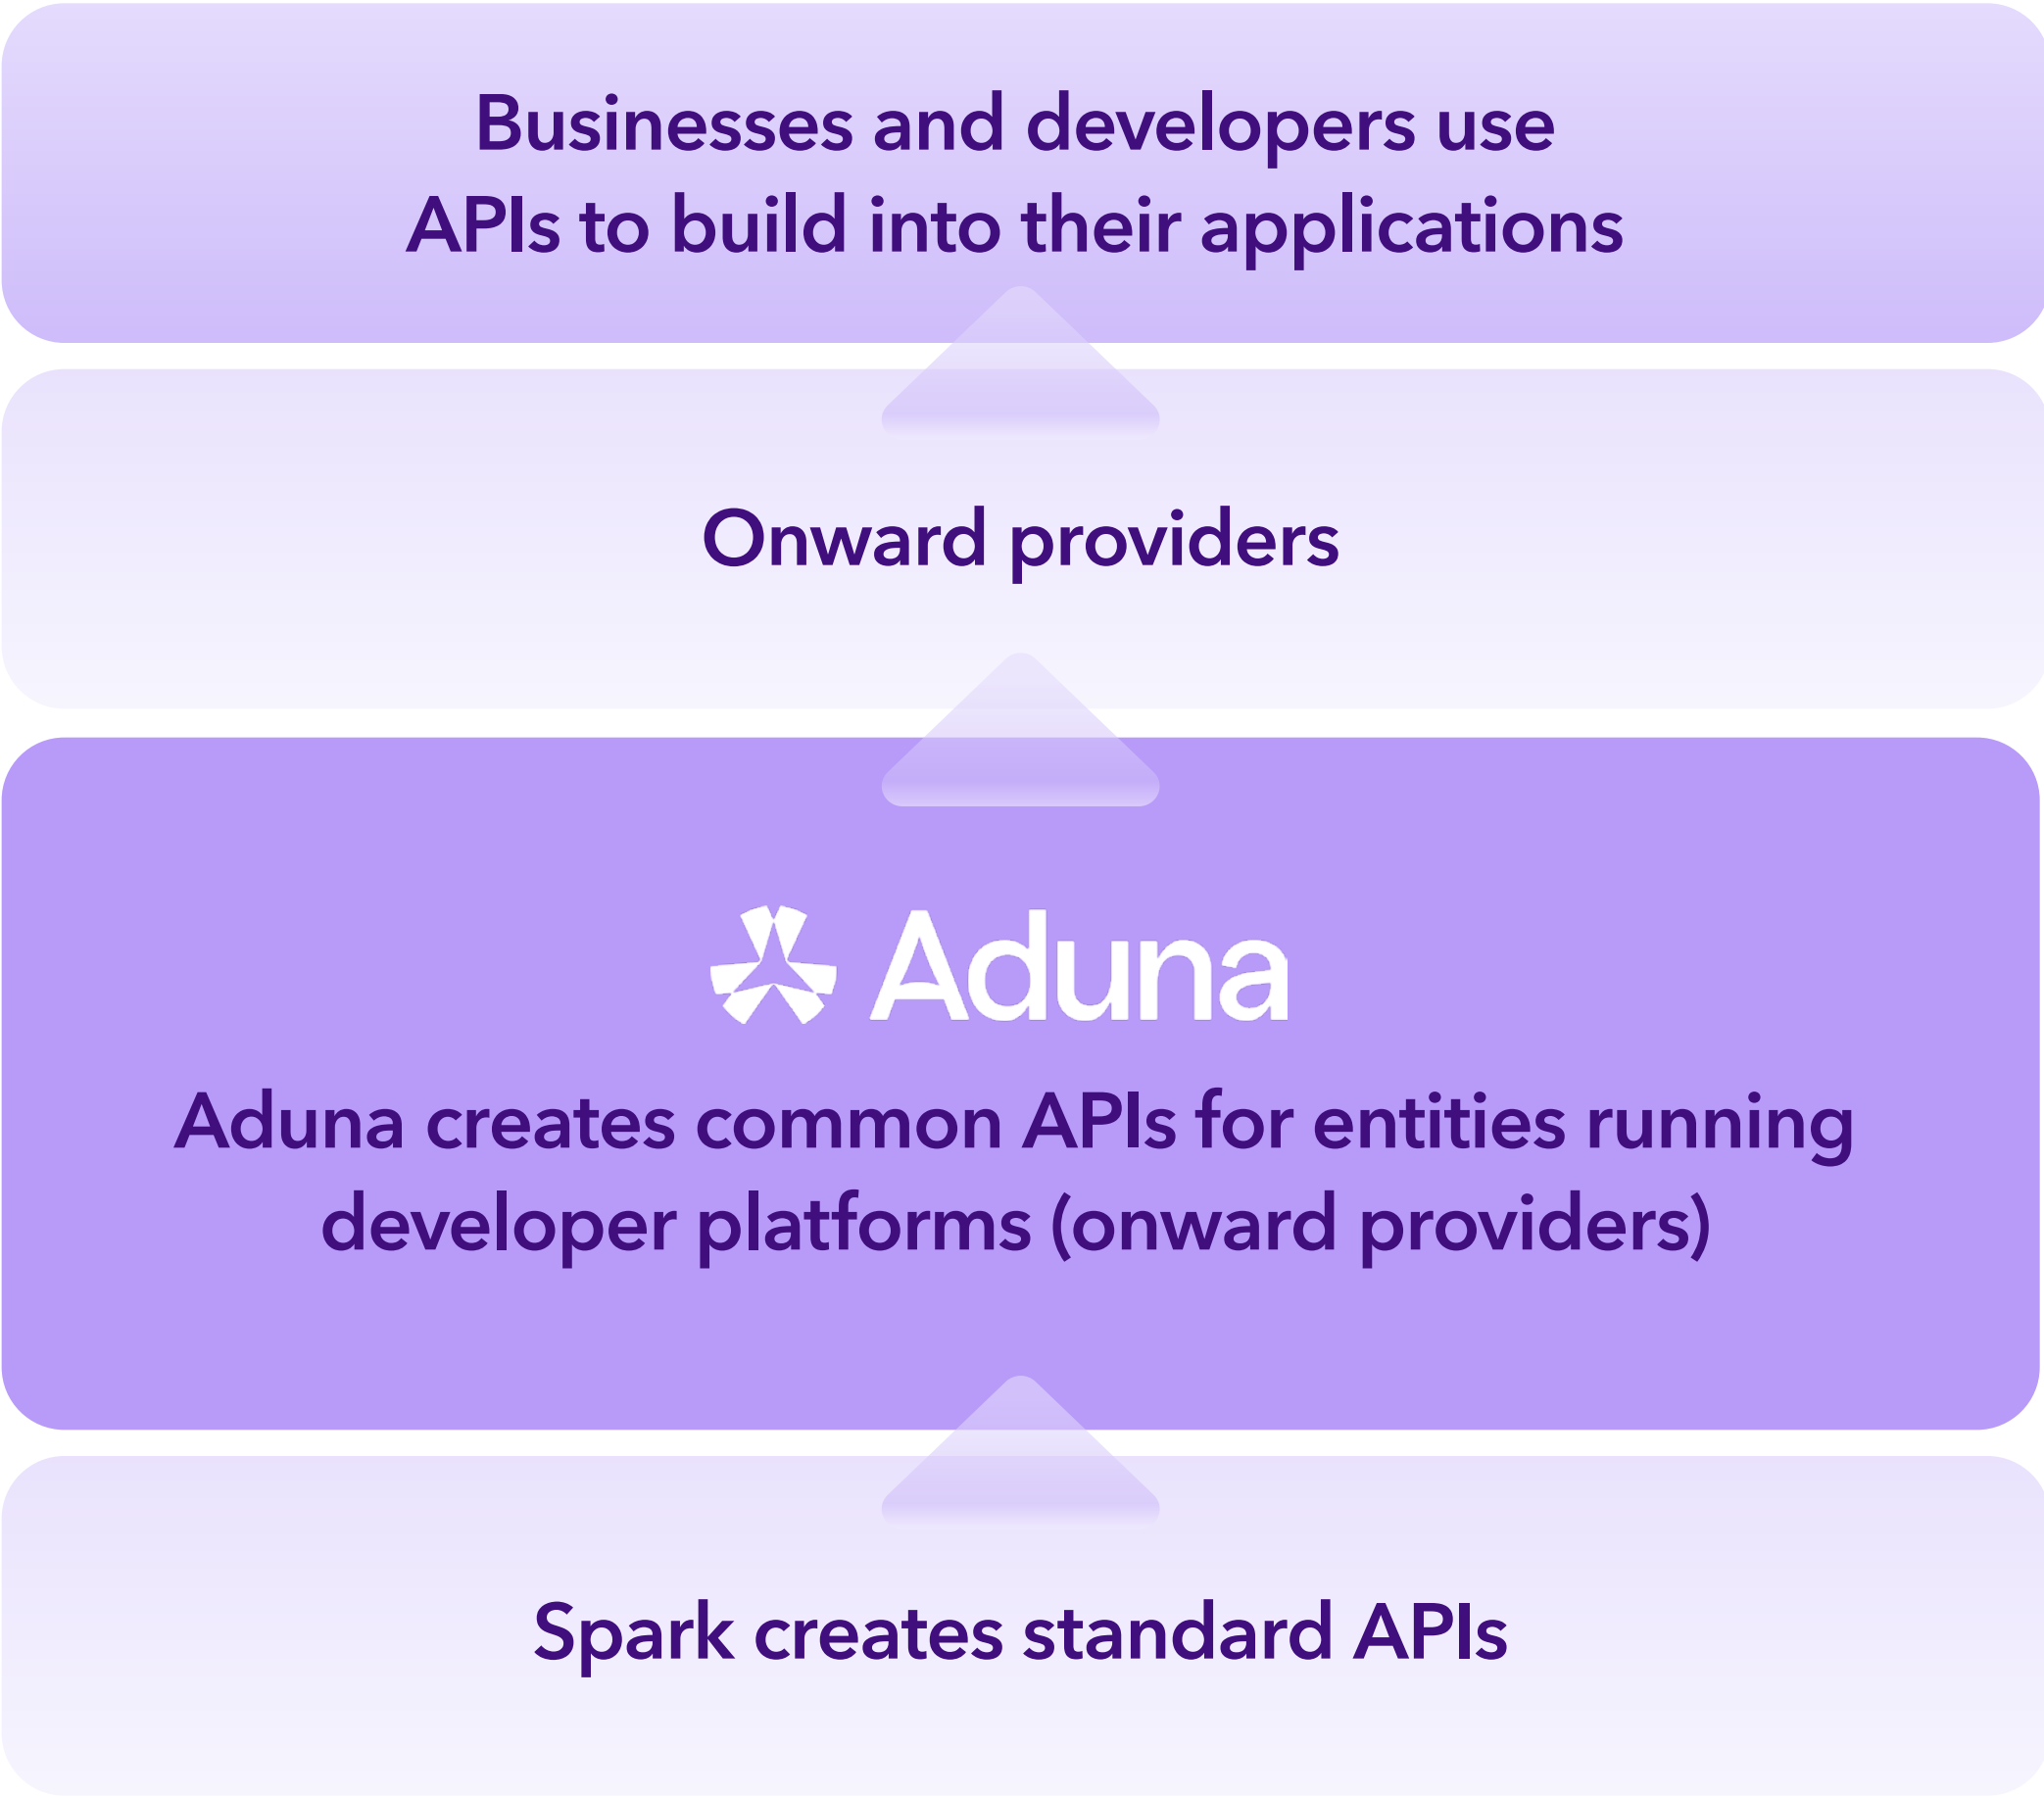 Businesses and developers use
APIs to build into their applications
Onward providers
Aduna
Aduna creates common APIs for entities running
developer platforms (onward providers)
Spark creates standard APIs